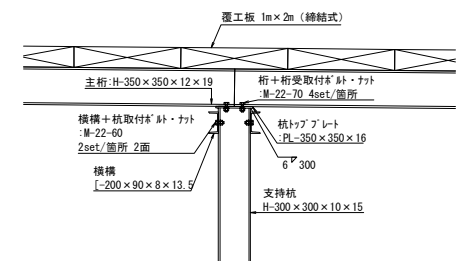 覆工板 1m×2m（締結式）
主桁:H-350×350×12×19
桁＋桁受取付ボルト・ナット
:M-22-70 4set/箇所
横構＋杭取付ボルト・ナット
:M-22-60
2set/箇所 2面
杭トッププレート
:PL-350×350×16
6 300
横構
[-200×90×8×13.5
支持杭
H-300×300×10×15